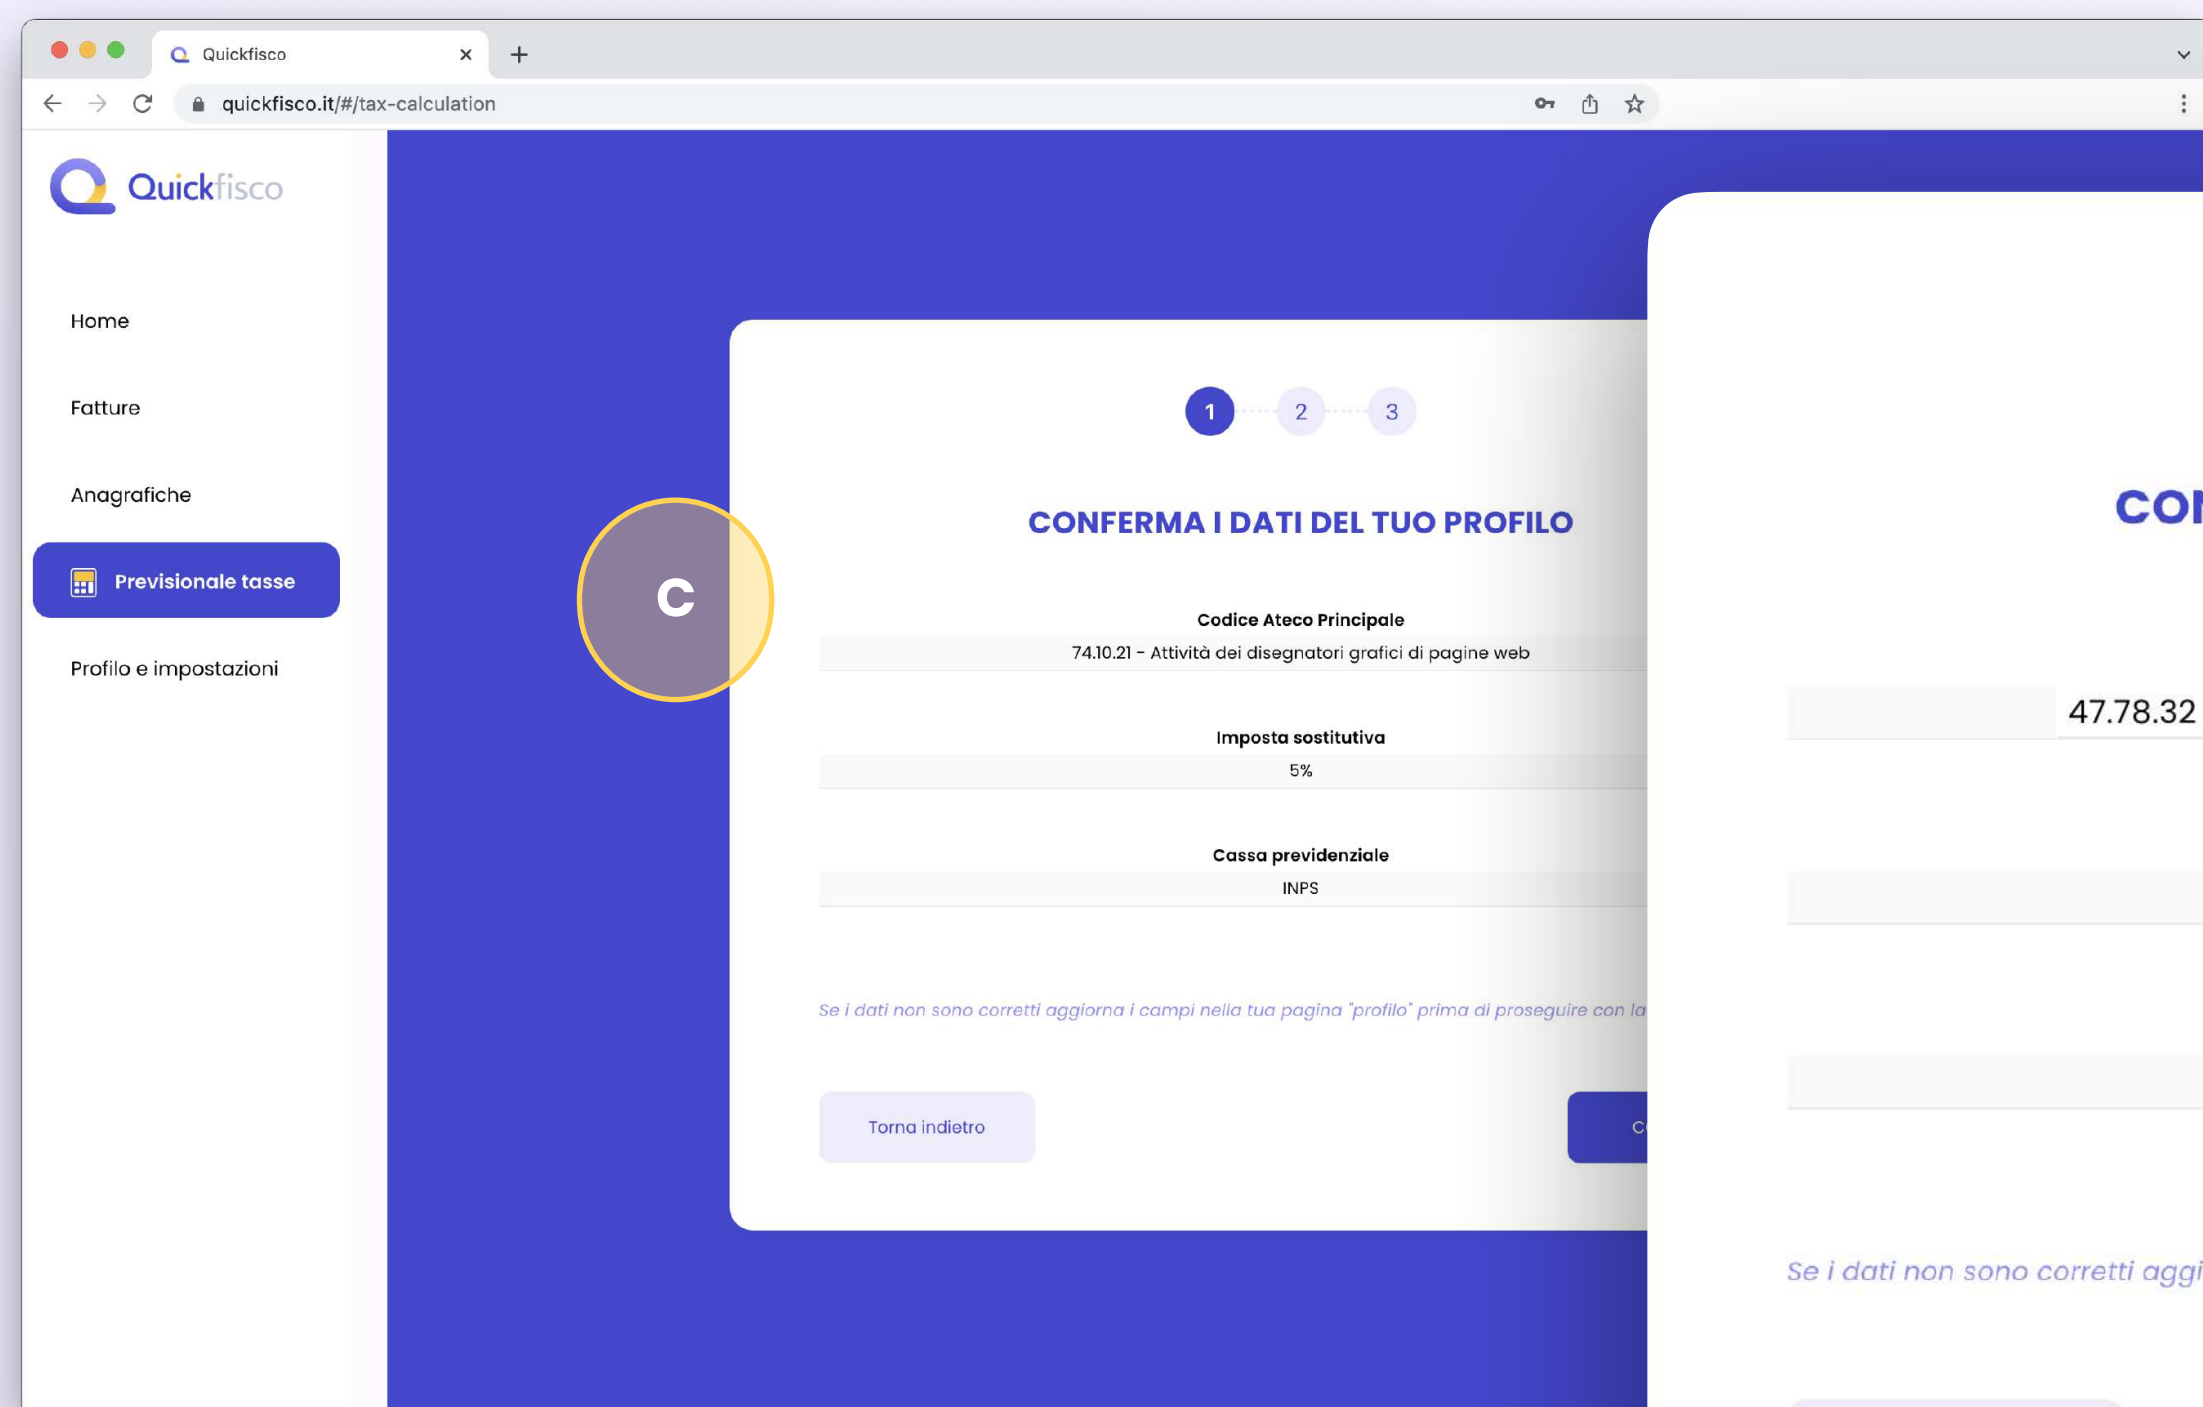 Quickfisco
quickfisco.it/#/tax-calculation
Quickfisco
Home
Fatture
Anagrafiche
Previsionale tasse
Profilo e impostazioni
C
1 2 3
CONFERMA I DATI DEL TUO PROFILO
Codice Ateco Principale
74.10.21 - Attività dei disegnatori grafici di pagine web
Imposta sostitutiva
5%
Cassa previdenziale
INPS
Se i dati non sono corretti aggiorna i campi nella tua pagina "profilo" prima di proseguire con la
Torna indietro
47.78.32
Se i dati non sono corretti